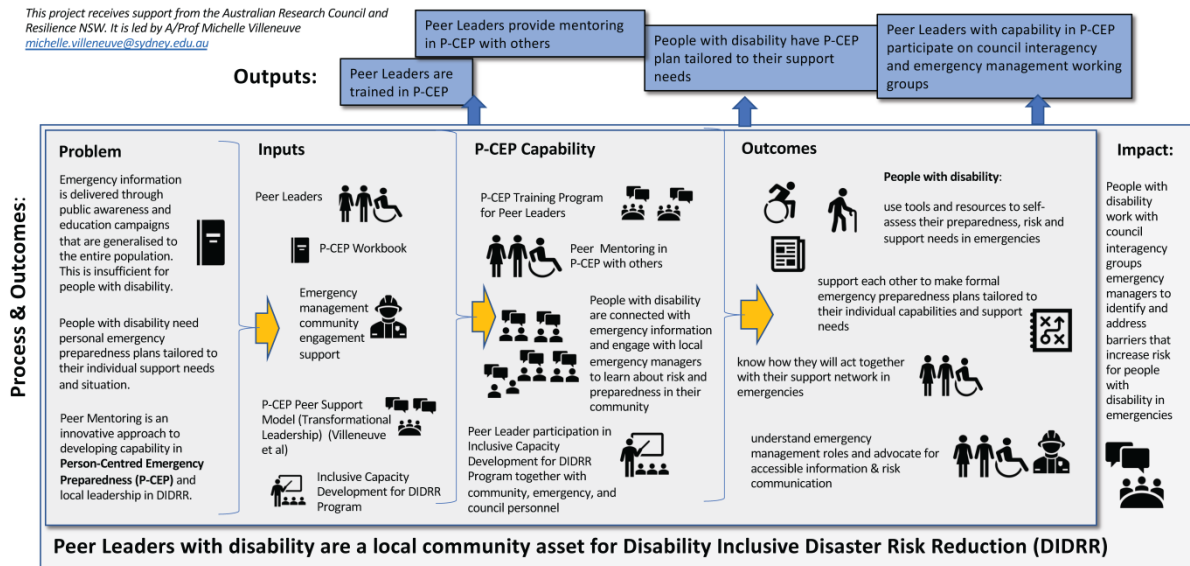 This project receives support from the Australian Research Council and
Resilience NSW. It is led by A/Prof Michelle Villeneuve
michelle.villeneuve@sydney.edu.au
Outputs:
Peer Leaders are
trained in P-CEP
Peer Leaders provide mentoring
in P-CEP with others
People with disability have P-CEP
plan tailored to their support
needs
Peer Leaders with capability in P-CEP
participate on council interagency
and emergency management working
groups
Process & Outcomes:
Problem
Emergency information
is delivered through
public awareness and
education campaigns
that are generalised to
the entire population.
This is insufficient for
people with disability.
People with disability need
personal emergency
preparedness plans tailored to
their individual support needs
and situation.
Peer Mentoring is an
innovative approach to
developing capability in
Person-Centred Emergency
Preparedness (P-CEP) and
local leadership in DIDRR.
Inputs
Peer Leaders
P-CEP Workbook
Emergency
management
community
engagement
support
P-CEP Peer Support
Model (Transformational
Leadership) (Villeneuve
et al)
Inclusive Capacity
Development for DIDRR
Program
P-CEP Capability
P-CEP Training Program
for Peer Leaders
Peer Mentoring in
P-CEP with others
People with disability
are connected with
emergency information
and engage with local
emergency managers
to learn about risk and
preparedness in their
community
Peer Leader participation in
Inclusive Capacity
Development for DIDRR
Program together with
community, emergency, and
council personnel
Outcomes
People with disability:
use tools and resources to self-
assess their preparedness, risk and
support needs in emergencies
support each other to make formal
emergency preparedness plans tailored to
their individual capabilities and support
needs
know how they will act together
with their support network in
emergencies
understand emergency
management roles and advocate for
accessible information & risk
communication
Impact:
People with
disability
work with
council
interagency
groups
emergency
managers to
identify and
address
barriers that
increase risk
for people
with
disability in
emergencies
Peer Leaders with disability are a local community asset for Disability Inclusive Disaster Risk Reduction (DIDRR)